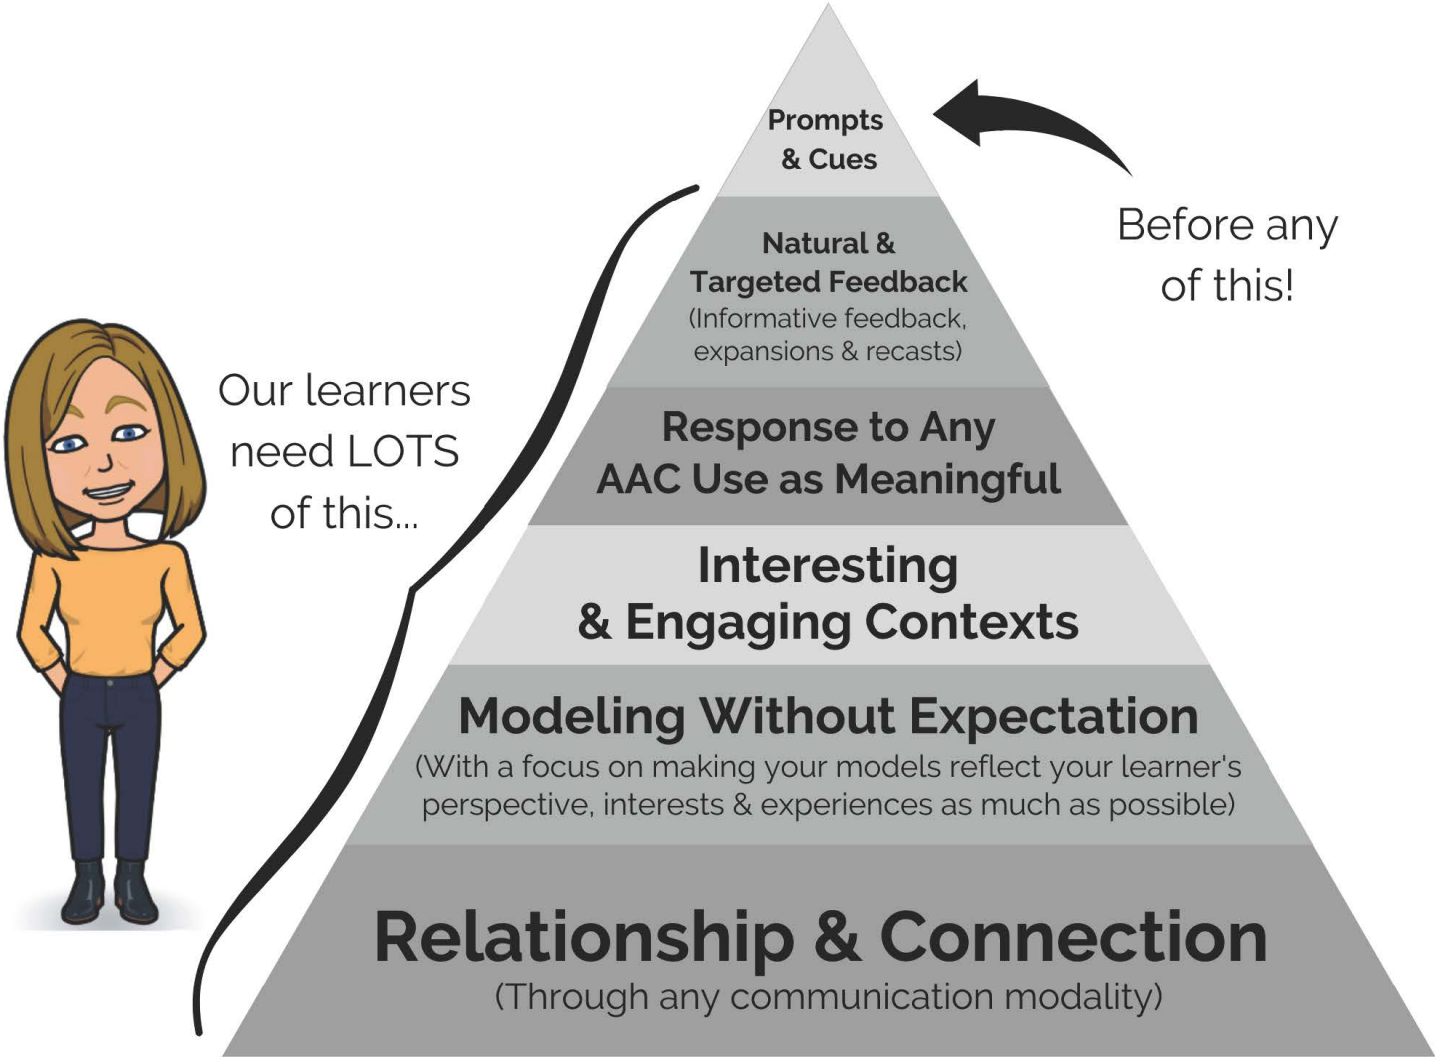 Prompts
& Cues
Before any
of this!
Natural &
Targeted Feedback
(Informative feedback,
expansions & recasts)
Our learners
need LOTS
of this...
Response to Any
AAC Use as Meaningful
Interesting
& Engaging Contexts
Modeling Without Expectation
(With a focus on making your models reflect your learner's
perspective, interests & experiences as much as possible)
Relationship & Connection
(Through any communication modality)